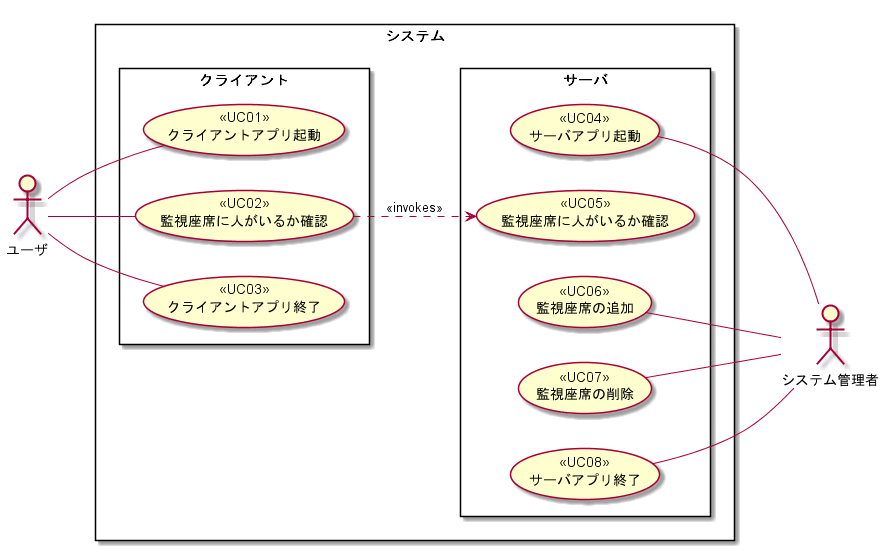 システム
クライアント
サーバ
«UC01»
クライアントアプリ起動
«UC04»
サーバアプリ起動
«UC02»
監視座席に人がいるか確認
«invokes»
«UC05»
監視座席に人がいるか確認
ユーザ
«UC03»
クライアントアプリ終了
«UC06»
監視座席の追加
«UC07»
監視座席の削除
システム管理者
«UC08»
サーバアプリ終了